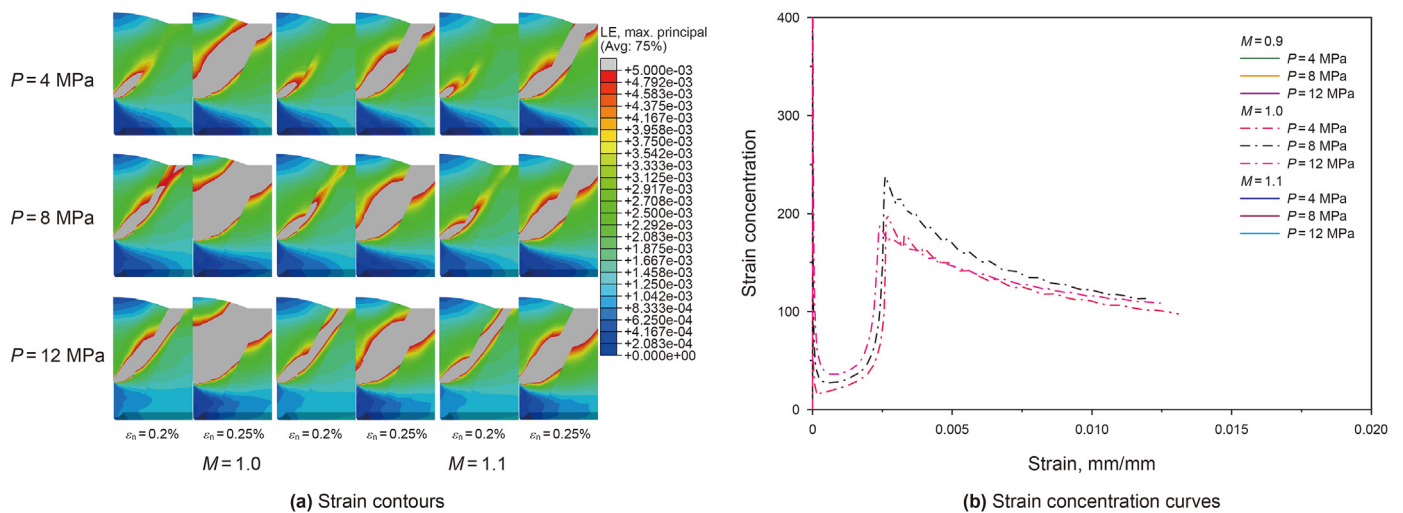 LE, max. principal
(Avg: 75%)
+5.000e-03
+4.792e-03
+4.583e-03
+4.375e-03
+4.167e-03
+3.958e-03
+3.750e-03
+3.542e-03
+3.333e-03
+3.125e-03
+2.917e-03
+2.708e-03
+2.500e-03
+2.292e-03
+2.083e-03
+1.875e-03
+1.667e-03
+1.458e-03
+1.250e-03
+1.042e-03
+8.333e-04
+6.250e-04
+4.167e-04
+2.083e-04
+0.000e+00
P = 4 MPa
P = 8 MPa
P = 12 MPa
εn = 0.2% εn = 0.25% εn = 0.2% εn = 0.25% εn = 0.2% εn = 0.25%
M = 1.0 M = 1.1
(a) Strain contours
Strain concentration
400
300
200
100
0
0 0.005 0.010 0.015 0.020
Strain, mm/mm
M = 0.9
P = 4 MPa
P = 8 MPa
P = 12 MPa
M = 1.0
P = 4 MPa
P = 8 MPa
P = 12 MPa
M = 1.1
P = 4 MPa
P = 8 MPa
P = 12 MPa
(b) Strain concentration curves